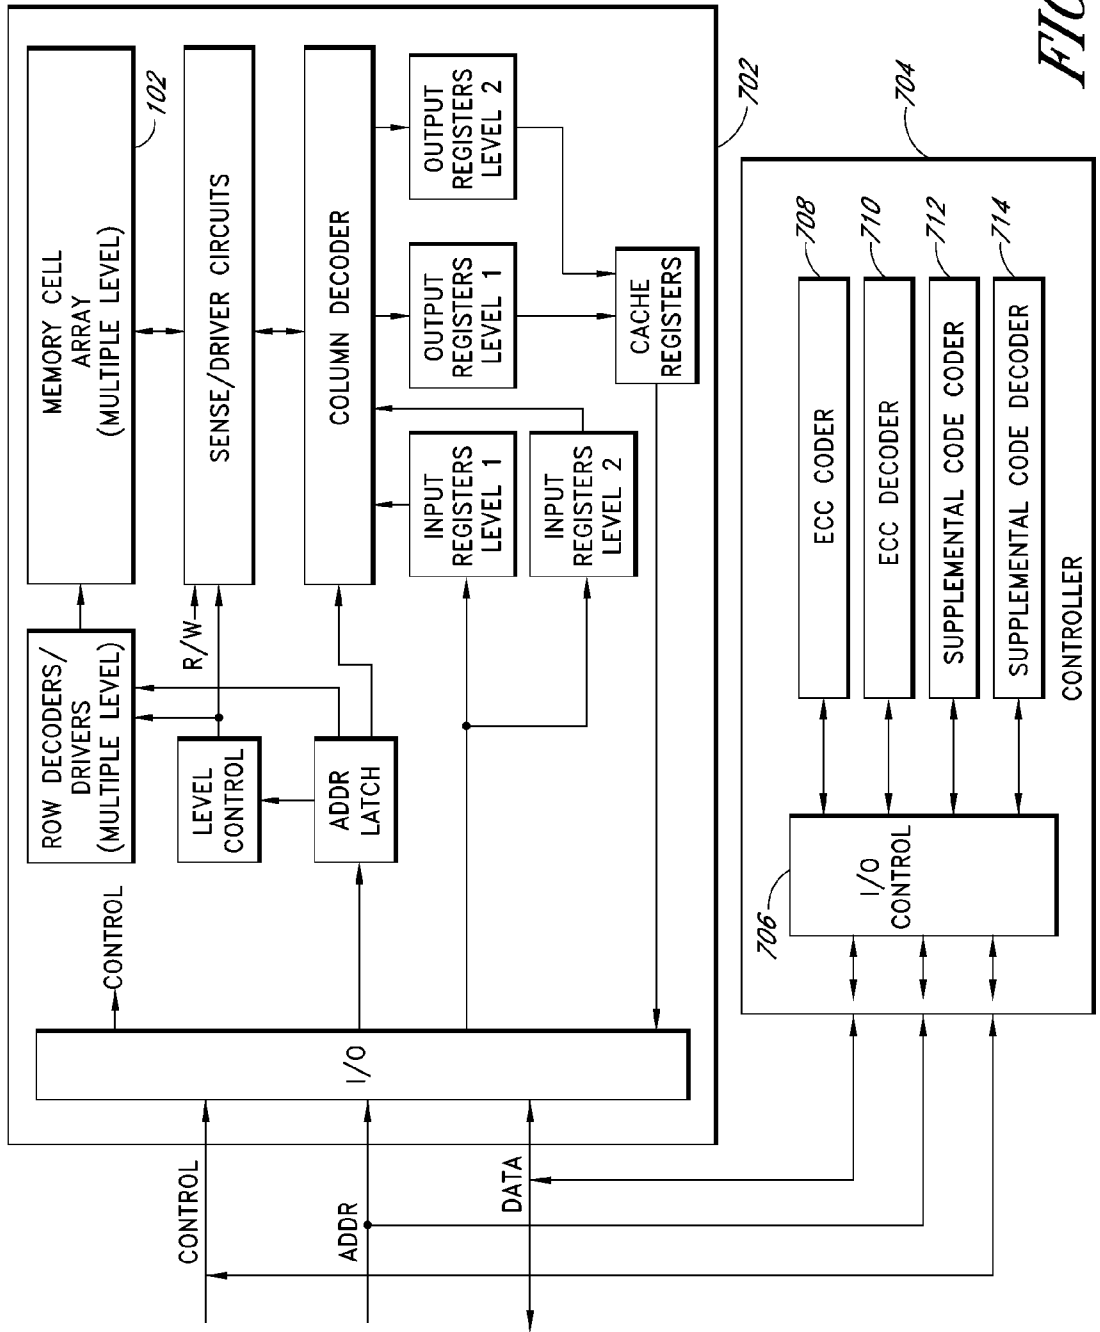 FIG
CONTROL
ADDR
DATA
I/O
CONTROL
ROW DECODERS/
DRIVERS
(MULTIPLE LEVEL)
LEVEL
CONTROL
ADDR
LATCH
R/W
MEMORY CELL
ARRAY
(MULTIPLE LEVEL)
102
SENSE/DRIVER CIRCUITS
COLUMN DECODER
INPUT
REGISTERS
LEVEL 1
INPUT
REGISTERS
LEVEL 2
OUTPUT
REGISTERS
LEVEL 1
OUTPUT
REGISTERS
LEVEL 2
CACHE
REGISTERS
702
704
706
I/O
CONTROL
ECC CODER
708
ECC DECODER
710
SUPPLEMENTAL CODE CODER
712
SUPPLEMENTAL CODE DECODER
714
CONTROLLER